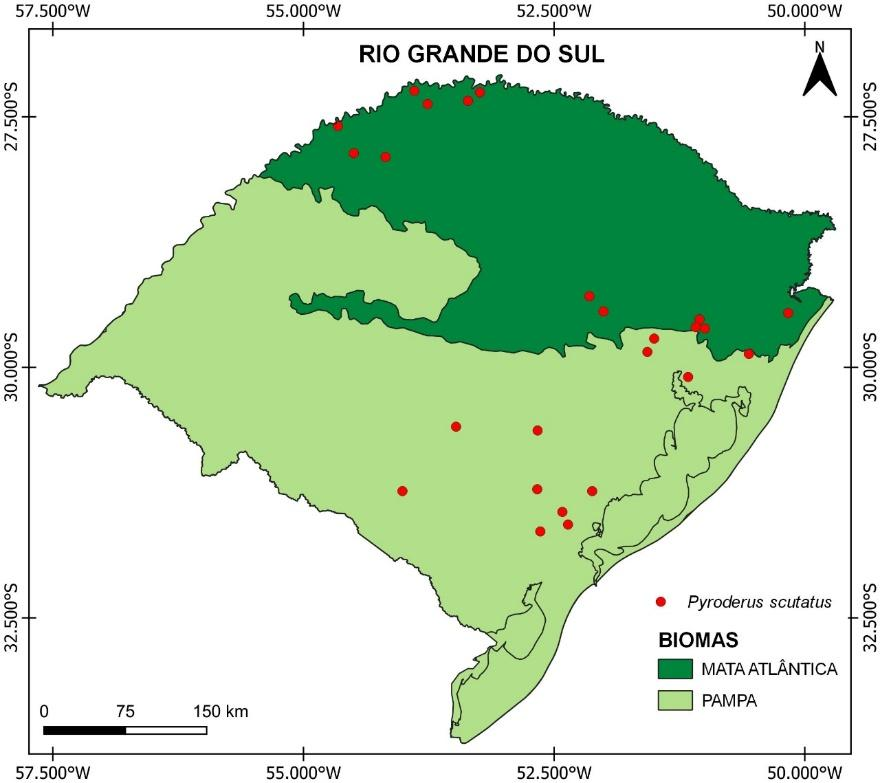 57.500°W 55.000°W 52.500°W 50.000°W
RIO GRANDE DO SUL
N
27.500°S 27.500°S
30.000°S 30.000°S
32.500°S 32.500°S
Pyroderus scutatus
BIOMAS
MATA ATLÂNTICA
PAMPA
0 75 150 km
57.500°W 55.000°W 52.500°W 50.000°W